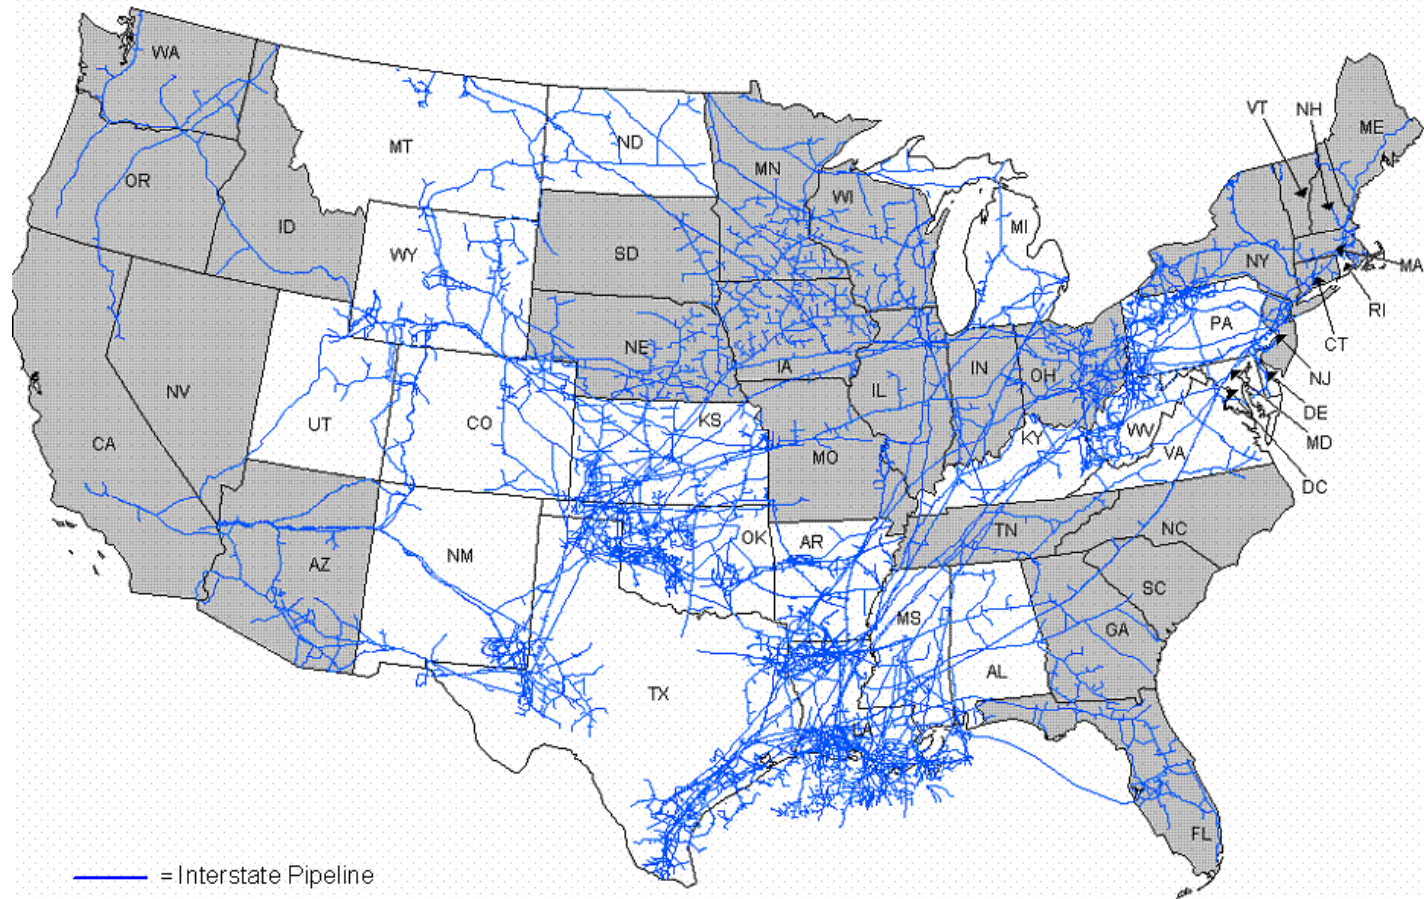 WA
MT
ND
MN
WI
MI
VT
NH
ME
OR
ID
WY
SD
NY
MA
RI
CT
NJ
DE
MD
DC
PA
NE
IA
IL
IN
OH
NV
UT
CO
KS
MO
KY
WV
VA
CA
AZ
NM
OK
AR
TN
NC
SC
MS
AL
GA
TX
LA
FL
= Interstate Pipeline